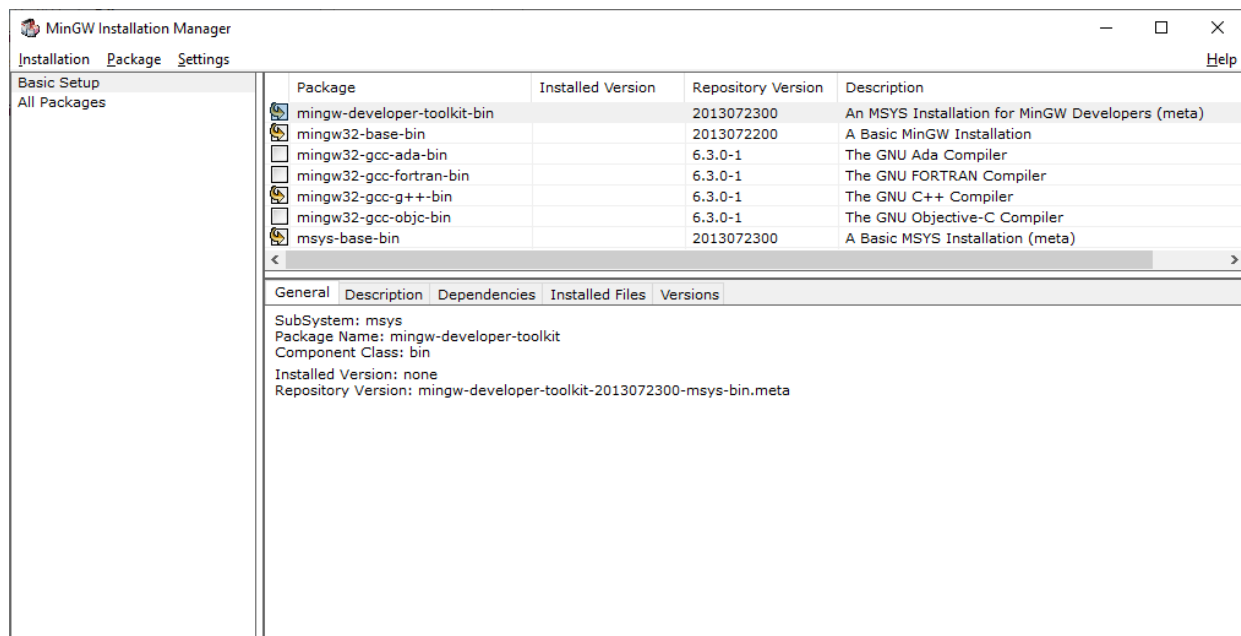 MinGW Installation Manager
Installation Package Settings Help
Basic Setup
All Packages
Package Installed Version Repository Version Description
mingw-developer-toolkit-bin 2013072300 An MSYS Installation for MinGW Developers (meta)
mingw32-base-bin 2013072200 A Basic MinGW Installation
mingw32-gcc-ada-bin 6.3.0-1 The GNU Ada Compiler
mingw32-gcc-fortran-bin 6.3.0-1 The GNU FORTRAN Compiler
mingw32-gcc-g++-bin 6.3.0-1 The GNU C++ Compiler
mingw32-gcc-objc-bin 6.3.0-1 The GNU Objective-C Compiler
msys-base-bin 2013072300 A Basic MSYS Installation (meta)
General Description Dependencies Installed Files Versions
SubSystem: msys
Package Name: mingw-developer-toolkit
Component Class: bin
Installed Version: none
Repository Version: mingw-developer-toolkit-2013072300-msys-bin.meta